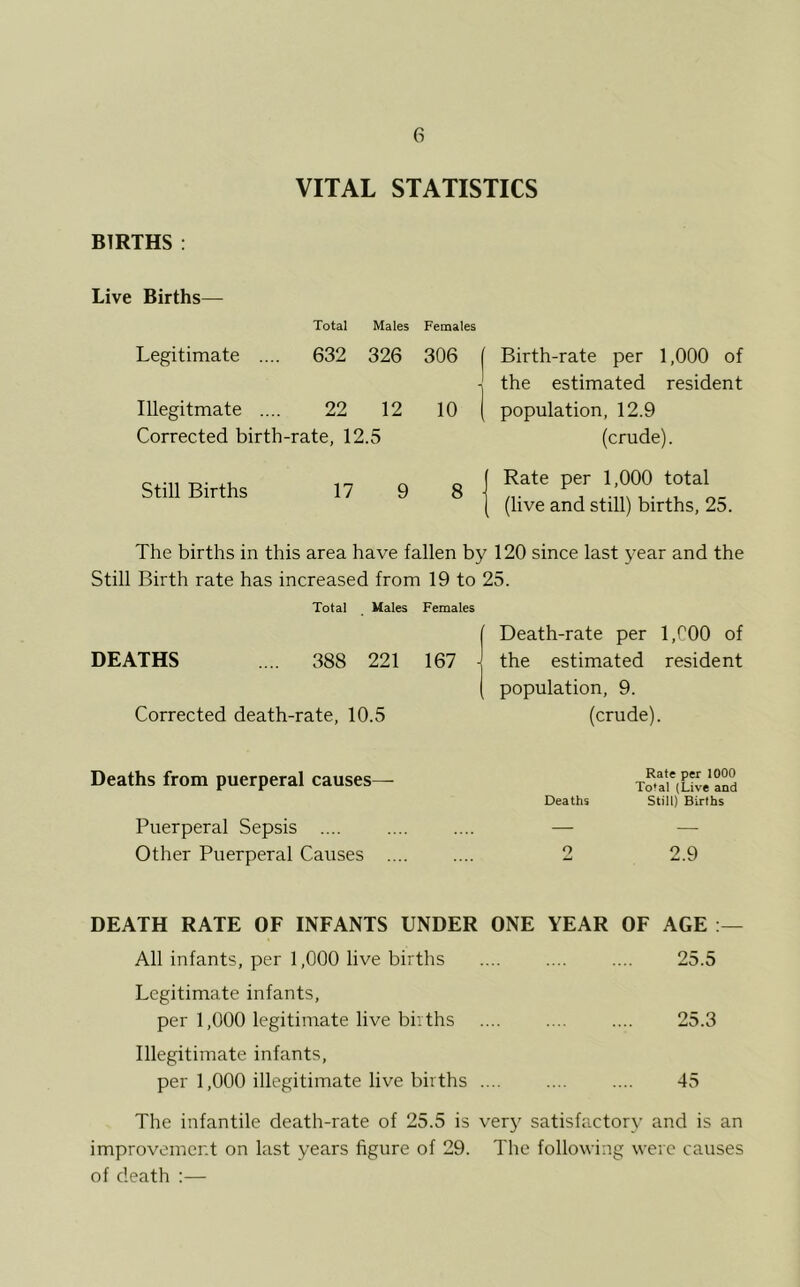 6
VITAL STATISTICS
BIRTHS :
Live Births—
Total Males Females
Legitimate .... 632 326 306 Birth-rate per 1,000 of
the estimated resident
Illegitmate .... 22 12 10 population, 12.9
Corrected birth-rate, 12.5 (crude).
Still Births 17 9 8 Rate per 1,000 total
(live and still) births, 25.
The births in this area have fallen by 120 since last year and the
Still Birth rate has increased from 19 to 25.
Total Males Females
Death-rate per 1,000 of
DEATHS .... 388 221 167 the estimated resident
population, 9.
Corrected death-rate, 10.5 (crude).
Deaths from puerperal causes—
Rate per 1000
Total (Live and
Deaths Still) Births
Puerperal Sepsis .... .... .... — —
Other Puerperal Causes .... .... 2 2.9
DEATH RATE OF INFANTS UNDER ONE YEAR OF AGE :—
All infants, per 1,000 live births .... .... .... 25.5
Legitimate infants,
per 1,000 legitimate live births .... .... .... 25.3
Illegitimate infants,
per 1,000 illegitimate live births .... .... .... 45
The infantile death-rate of 25.5 is very satisfactory and is an
improvement on last years figure of 29. The following were causes
of death :—